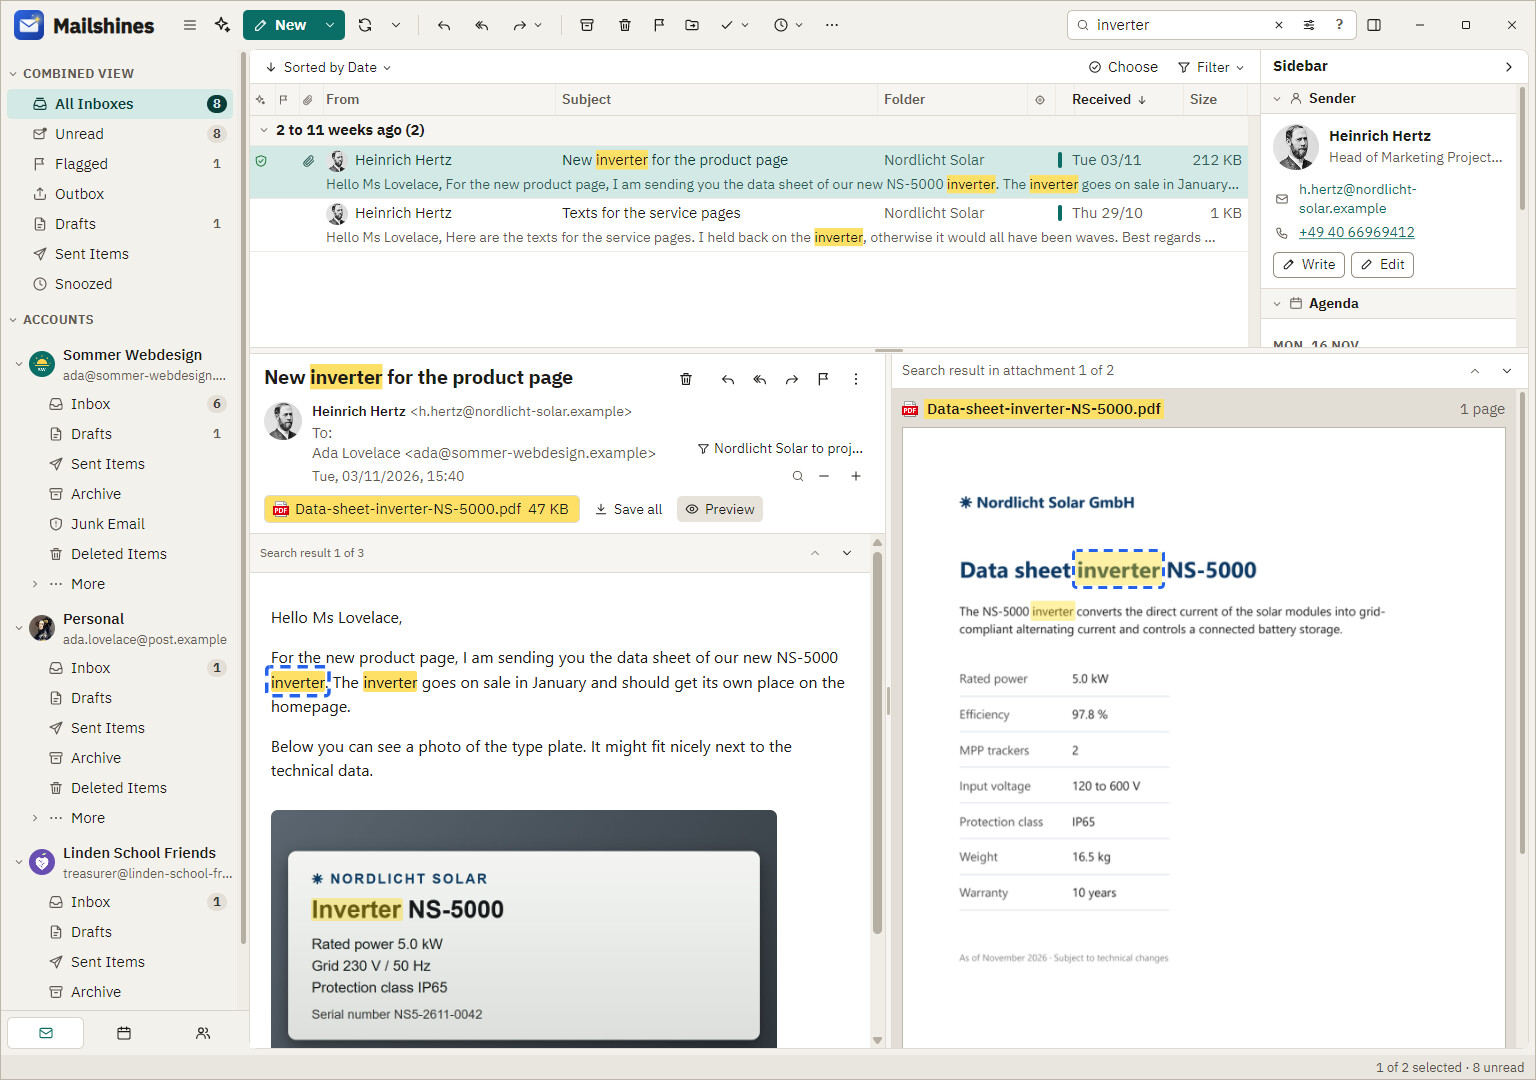 Mailshines
New
inverter
COMBINED VIEW
All Inboxes 8
Unread 8
Flagged 1
Outbox
Drafts 1
Sent Items
Snoozed
ACCOUNTS
Sommer Webdesign
ada@sommer-webdesign....
Inbox 6
Drafts 1
Sent Items
Archive
Junk Email
Deleted Items
More
Personal
ada.lovelace@post.example
Inbox 1
Drafts
Sent Items
Archive
Deleted Items
More
Linden School Friends
treasurer@linden-school-fr...
Inbox 1
Drafts
Sent Items
Archive
Sorted by Date
Choose
Filter
From Subject Folder Received Size
2 to 11 weeks ago (2)
Heinrich Hertz New inverter for the product page Nordlicht Solar Tue 03/11 212 KB
Hello Ms Lovelace, For the new product page, I am sending you the data sheet of our new NS-5000 inverter. The inverter goes on sale in January...
Heinrich Hertz Texts for the service pages Nordlicht Solar Thu 29/10 1 KB
Hello Ms Lovelace, Here are the texts for the service pages. I held back on the inverter, otherwise it would all have been waves. Best regards ...
Sidebar
Sender
Heinrich Hertz
Head of Marketing Project...
h.hertz@nordlicht-
solar.example
+49 40 66969412
Write Edit
Agenda
MON, 16 NOV
New inverter for the product page
Heinrich Hertz <h.hertz@nordlicht-solar.example>
To:
Ada Lovelace <ada@sommer-webdesign.example>
Tue, 03/11/2026, 15:40
Nordlicht Solar to proj...
PDF Data-sheet-inverter-NS-5000.pdf 47 KB
Save all
Preview
Search result 1 of 3
Hello Ms Lovelace,
For the new product page, I am sending you the data sheet of our new NS-5000
inverter. The inverter goes on sale in January and should get its own place on the
homepage.
Below you can see a photo of the type plate. It might fit nicely next to the
technical data.
NORDLICHT SOLAR
Inverter NS-5000
Rated power 5.0 kW
Grid 230 V / 50 Hz
Protection class IP65
Serial number NS5-2611-0042
Search result in attachment 1 of 2
PDF Data-sheet-inverter-NS-5000.pdf 1 page
Nordlicht Solar GmbH
Data sheet inverter NS-5000
The NS-5000 inverter converts the direct current of the solar modules into grid-
compliant alternating current and controls a connected battery storage.
Rated power 5.0 kW
Efficiency 97.8 %
MPP trackers 2
Input voltage 120 to 600 V
Protection class IP65
Weight 16.5 kg
Warranty 10 years
As of November 2026 · Subject to technical changes
1 of 2 selected · 8 unread